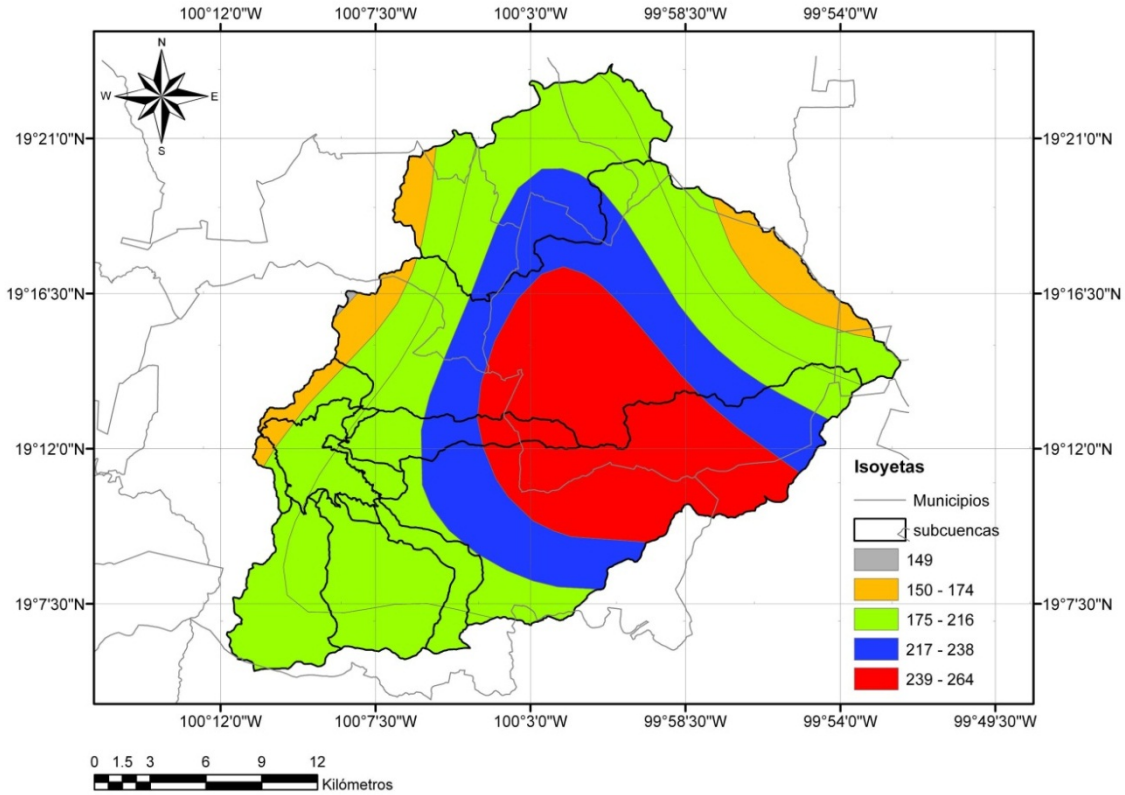 100°12'0"W 100°7'30"W 100°3'0"W 99°58'30"W 99°54'0"W
N
W E
S
19°21'0"N 19°21'0"N
19°16'30"N 19°16'30"N
19°12'0"N 19°12'0"N
Isoyetas
Municipios
subcuencas
149
150 - 174
19°7'30"N 19°7'30"N
175 - 216
217 - 238
239 - 264
100°12'0"W 100°7'30"W 100°3'0"W 99°58'30"W 99°54'0"W 99°49'30"W
0 1.5 3 6 9 12
Kilómetros